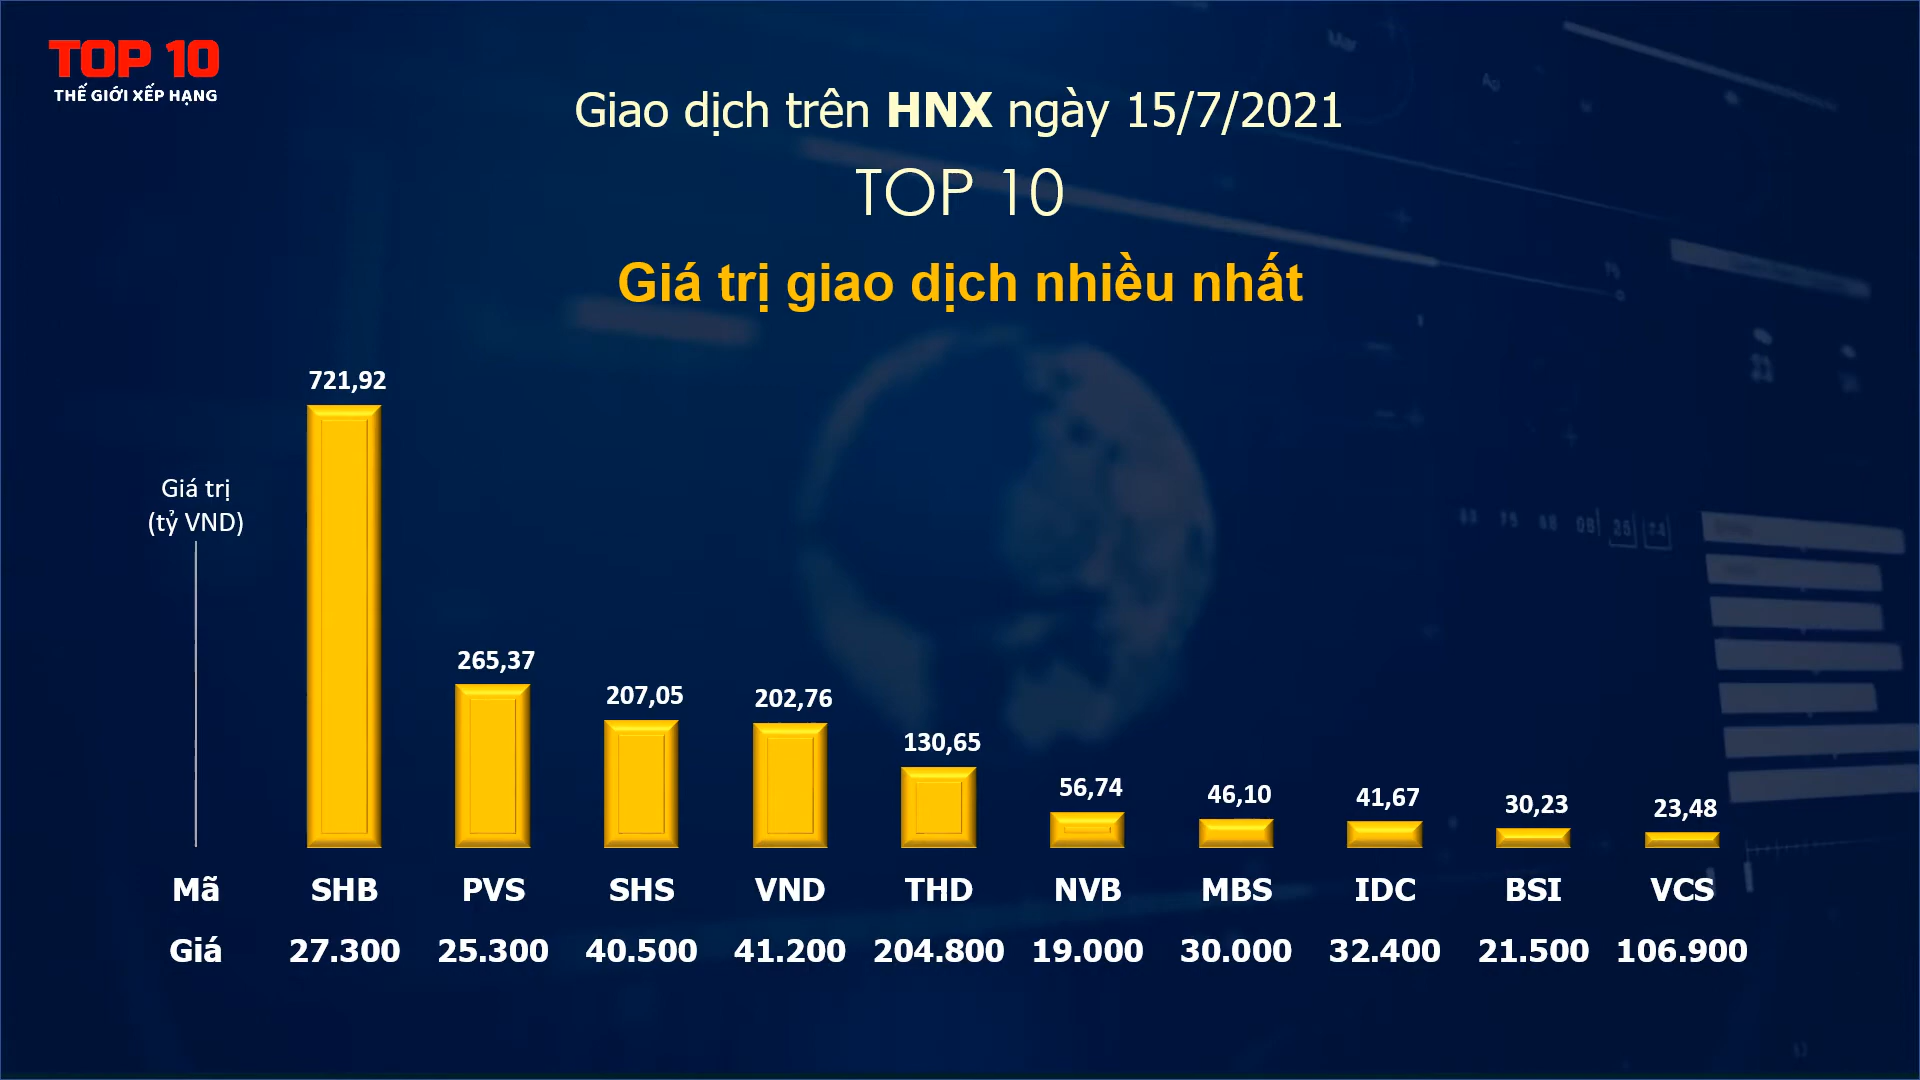 TOP 10
THẾ GIỚI XẾP HẠNG
Giao dịch trên HNX ngày 15/7/2021
TOP 10
Giá trị giao dịch nhiều nhất
Giá trị
(tỷ VND)
721,92 265,37 207,05 202,76 130,65 56,74 46,10 41,67 30,23 23,48
Mã SHB PVS SHS VND THD NVB MBS IDC BSI VCS
Giá 27.300 25.300 40.500 41.200 204.800 19.000 30.000 32.400 21.500 106.900